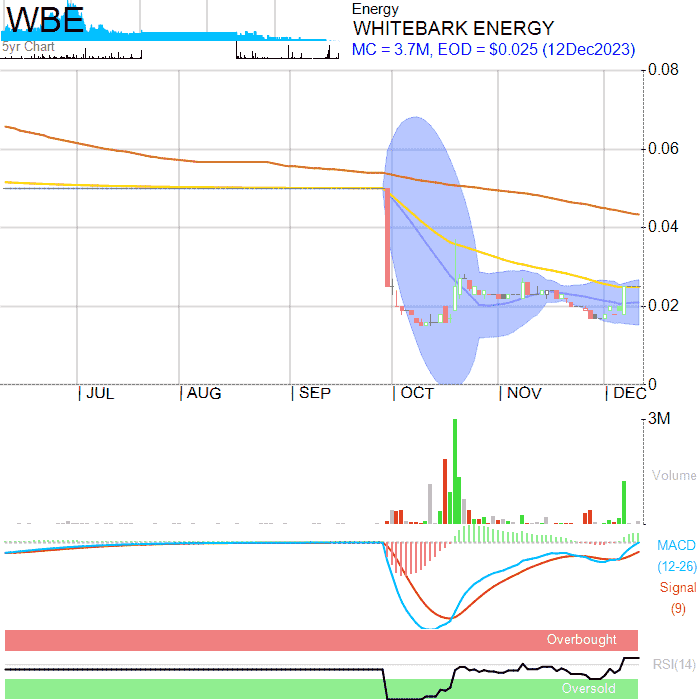 WBE
5yr Chart
Energy
WHITEBARK ENERGY
MC = 3.7M, EOD = $0.025 (12Dec2023)
0.08
0.06
0.04
0.02
0
JUL AUG SEP OCT NOV DEC
3M
Volume
MACD
(12-26)
Signal
(9)
Overbought
RSI(14)
Oversold